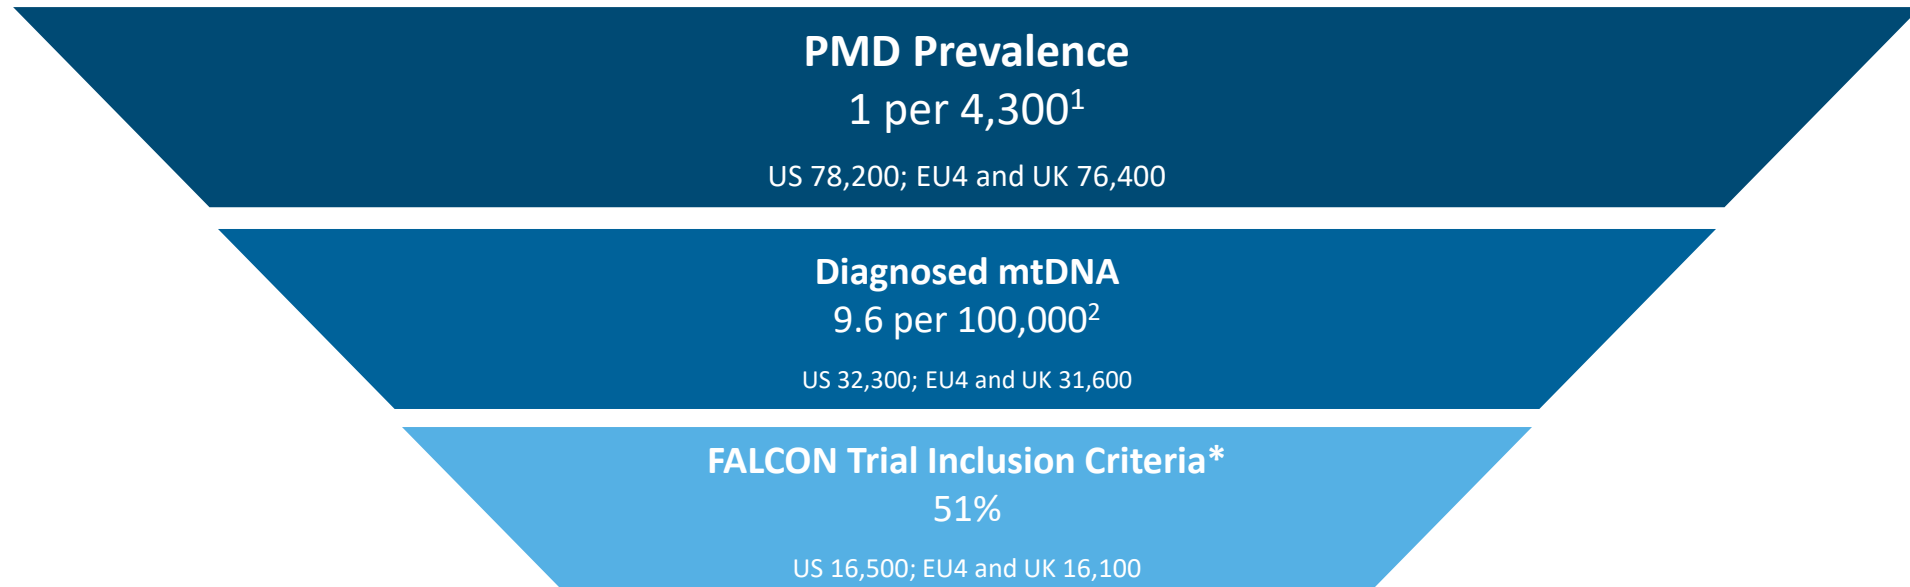 PMD Prevalence
1 per 4,300¹
US 78,200; EU4 and UK 76,400
Diagnosed mtDNA
9.6 per 100,000²
US 32,300; EU4 and UK 31,600
FALCON Trial Inclusion Criteria*
51%
US 16,500; EU4 and UK 16,100